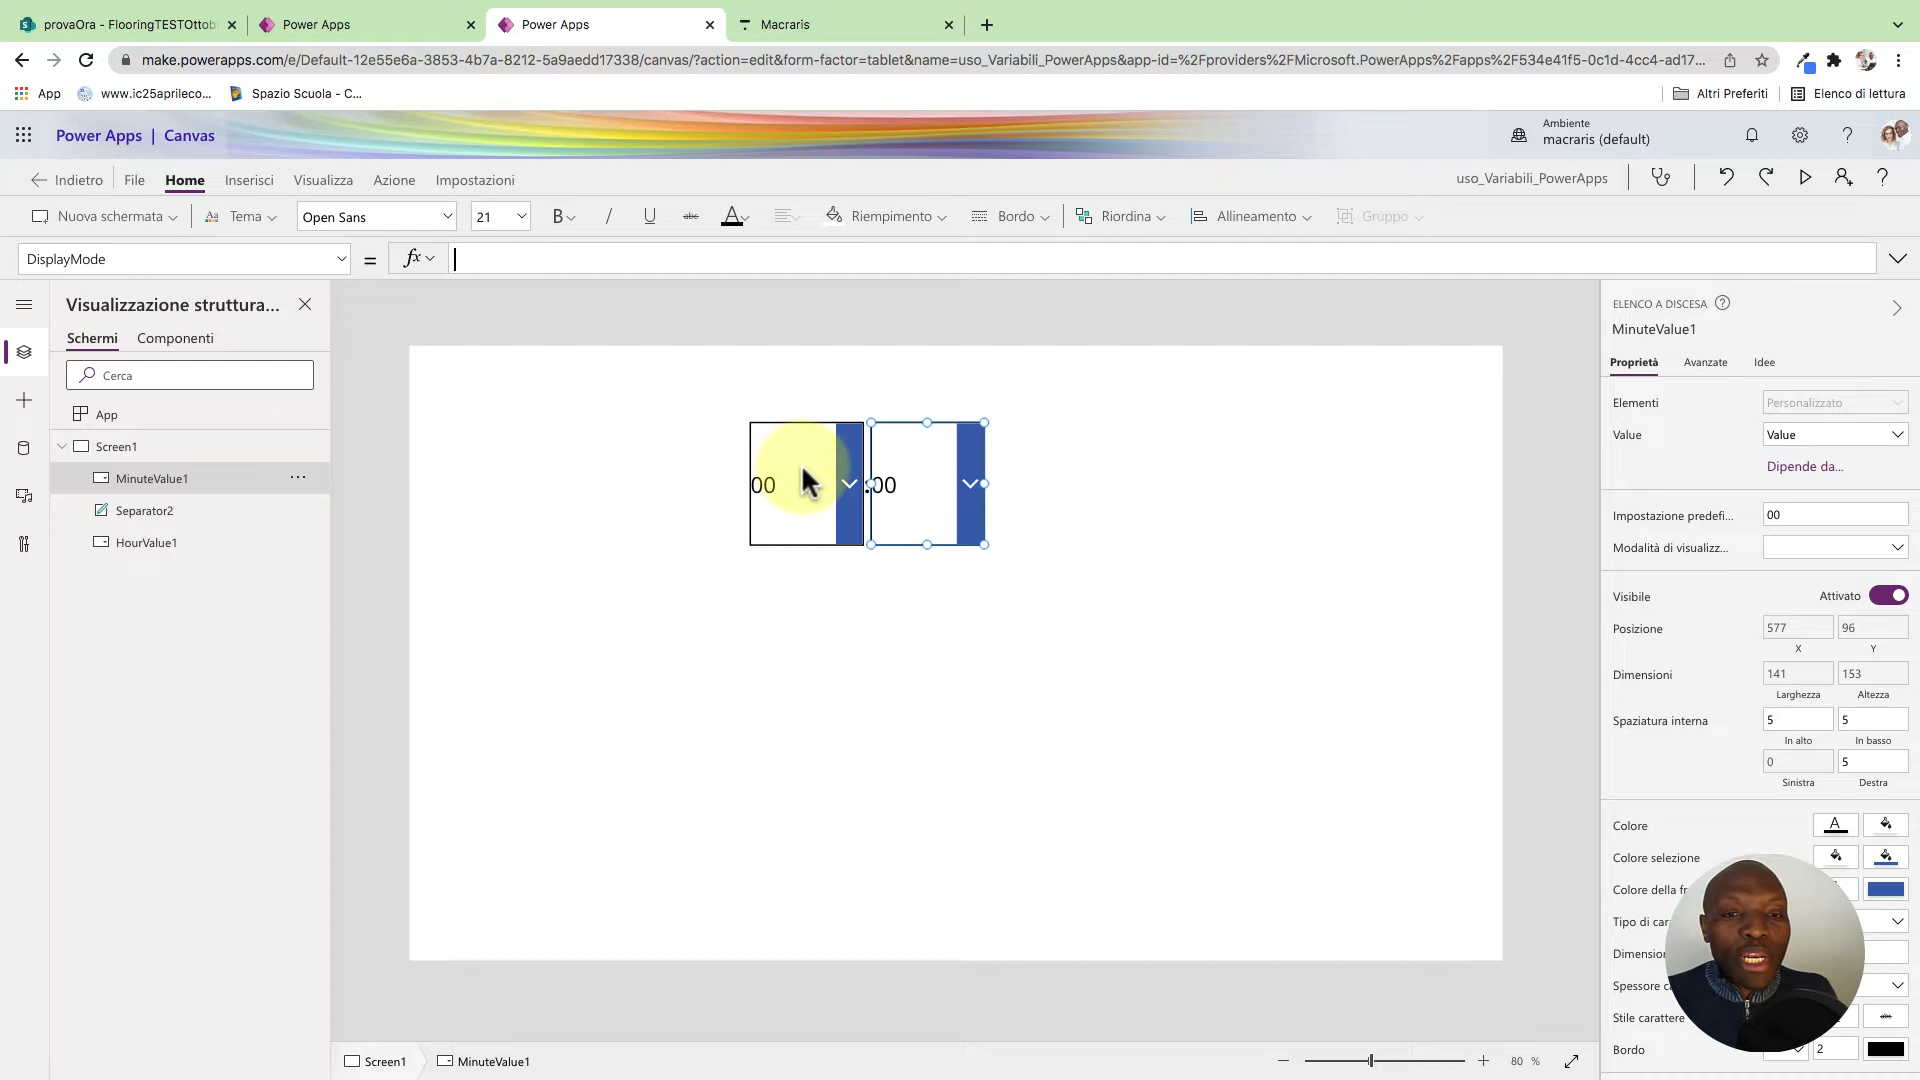 provaOra - FlooringTESTOttob
Power Apps
Power Apps
Macraris
make.powerapps.com/e/Default-12e55e6a-3853-4b7a-8212-5a9aedd17338/canvas/?action=edit&form-factor=tablet&name=uso_Variabili_PowerApps&app-id=%2Fproviders%2FMicrosoft.PowerApps%2Fapps%2F534e41f5-0c1d-4cc4-ad17...
App
www.ic25aprileco...
Spazio Scuola - C...
Altri Preferiti
Elenco di lettura
Power Apps | Canvas
Ambiente
macraris (default)
Indietro
File
Home
Inserisci
Visualizza
Azione
Impostazioni
uso_Variabili_PowerApps
Nuova schermata
Tema
Open Sans
21
B
/
U
abc
A
Riempimento
Bordo
Riordina
Allineamento
Gruppo
DisplayMode
=
fx
Visualizzazione struttura...
Schermi
Componenti
Cerca
App
Screen1
MinuteValue1
Separator2
HourValue1
00
:00
ELENCO A DISCESA
MinuteValue1
Proprietà
Avanzate
Idee
Elementi
Personalizzato
Value
Value
Dipende da...
Impostazione predefi...
00
Modalità di visualizz...
Visibile
Attivato
Posizione
577
96
X
Y
Dimensioni
141
153
Larghezza
Altezza
Spaziatura interna
5
5
In alto
In basso
0
5
Sinistra
Destra
Colore
A
Colore selezione
Colore della fr
Tipo di car
Dimension
Spessore c
Stile carattere
abc
Bordo
2
Screen1
MinuteValue1
80 %